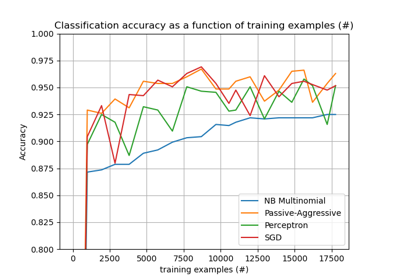 Classification accuracy as a function of training examples (#)
1.000
0.975
0.950
0.925
0.900
0.875
0.850
0.825
0.800
Accuracy
NB Multinomial
Passive-Aggressive
Perceptron
SGD
0 2500 5000 7500 10000 12500 15000 17500
training examples (#)